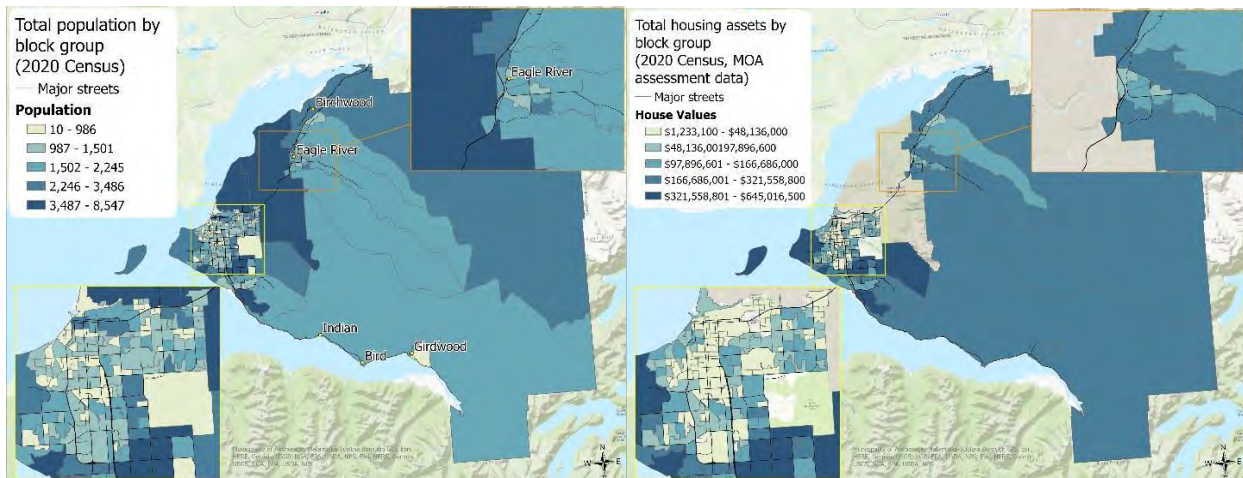 Total population by
block group
(2020 Census)
Major streets
Population
10 - 986
987 - 1,501
1,502 - 2,245
2,246 - 3,486
3,487 - 8,547
Birchwood
Eagle River
Eagle River
Indian
Bird
Girdwood
N
E
Total housing assets by
block group
(2020 Census, MOA
assessment data)
Major streets
House Values
$1,233,100 - $48,136,000
$48,136,00197,896,600
$97,896,601 - $166,686,000
$166,686,001 - $321,558,800
$321,558,801 - $645,016,500
Eagle River
N
E